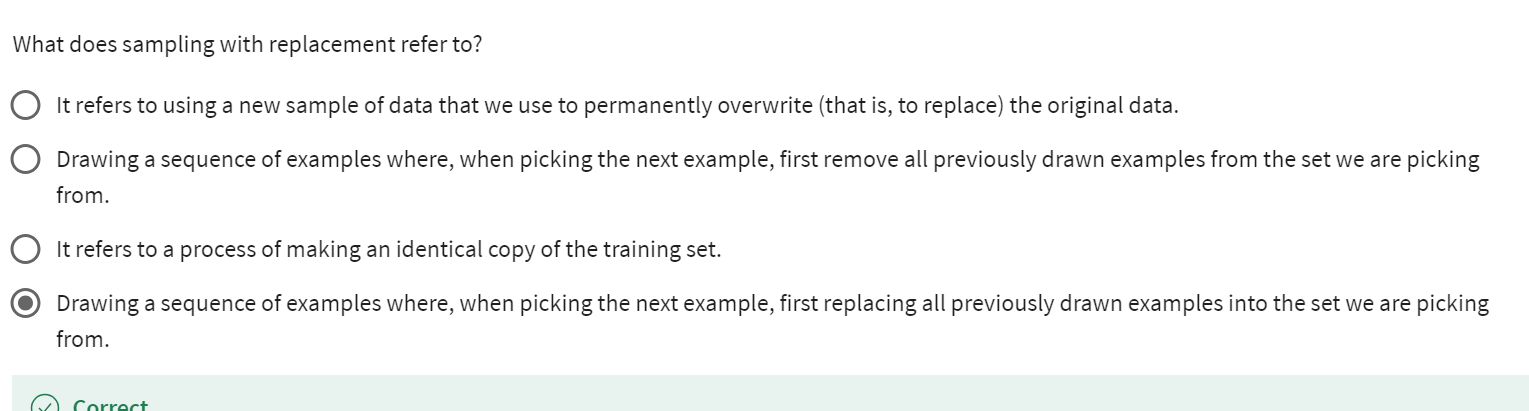 What does sampling with replacement refer to?
It refers to using a new sample of data that we use to permanently overwrite (that is, to replace) the original data.
Drawing a sequence of examples where, when picking the next example, first remove all previously drawn examples from the set we are picking
from.
It refers to a process of making an identical copy of the training set.
Drawing a sequence of examples where, when picking the next example, first replacing all previously drawn examples into the set we are picking
from.
Correct